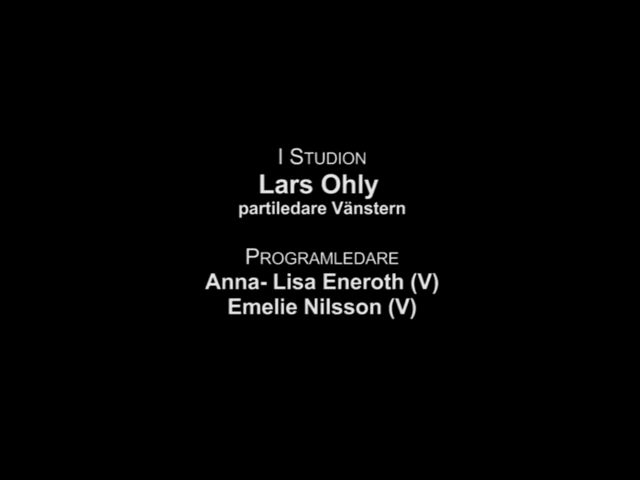 I STUDION
Lars Ohly
partiledare Vänstern
PROGRAMLEDARE
Anna- Lisa Eneroth (V)
Emelie Nilsson (V)